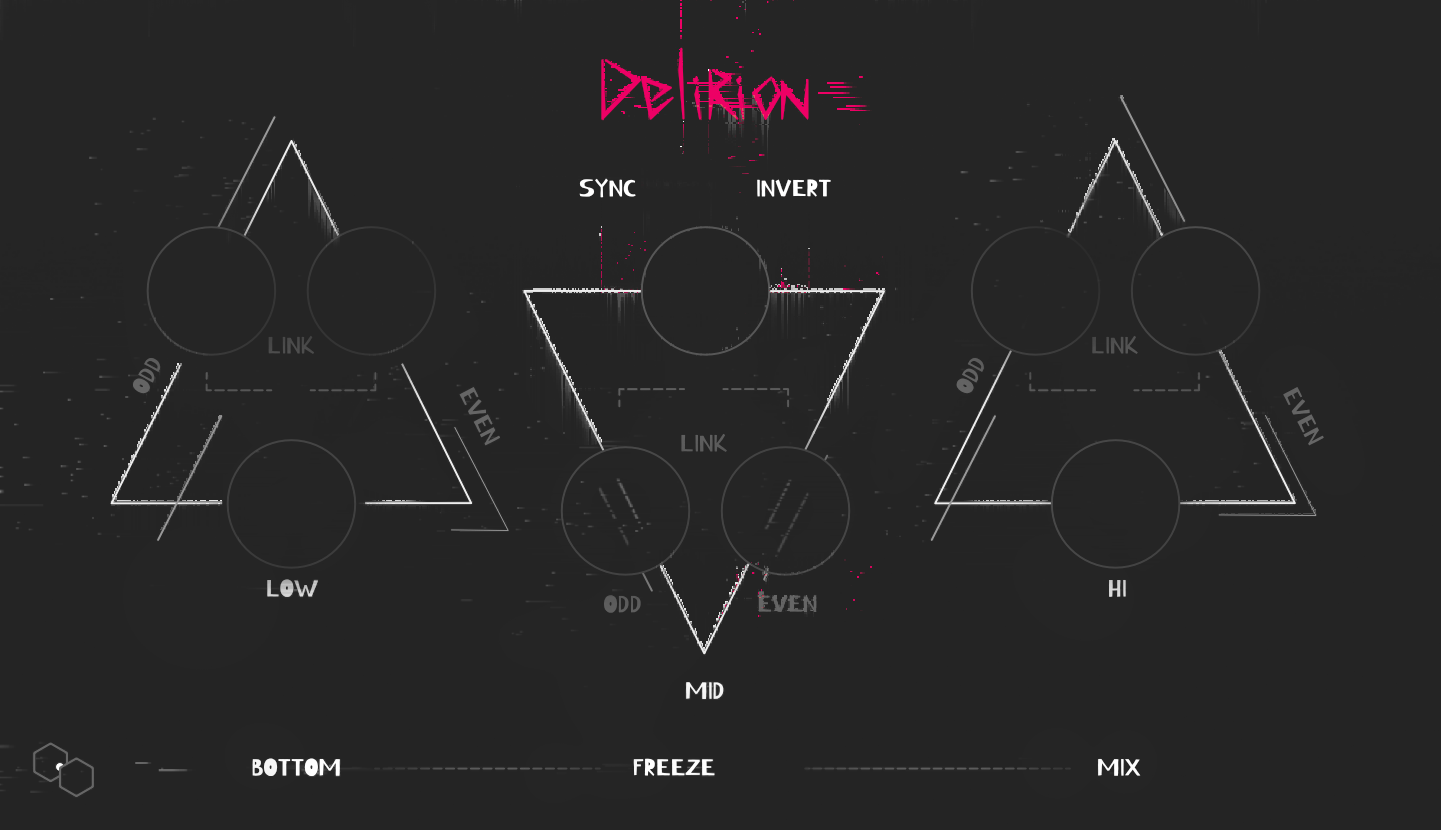 DeliRiON
SYNC INVERT
LINK LINK
ODD ODD
EVEN EVEN
LINK
LOW HI
ODD EVEN
MID
BOTTOM FREEZE MIX